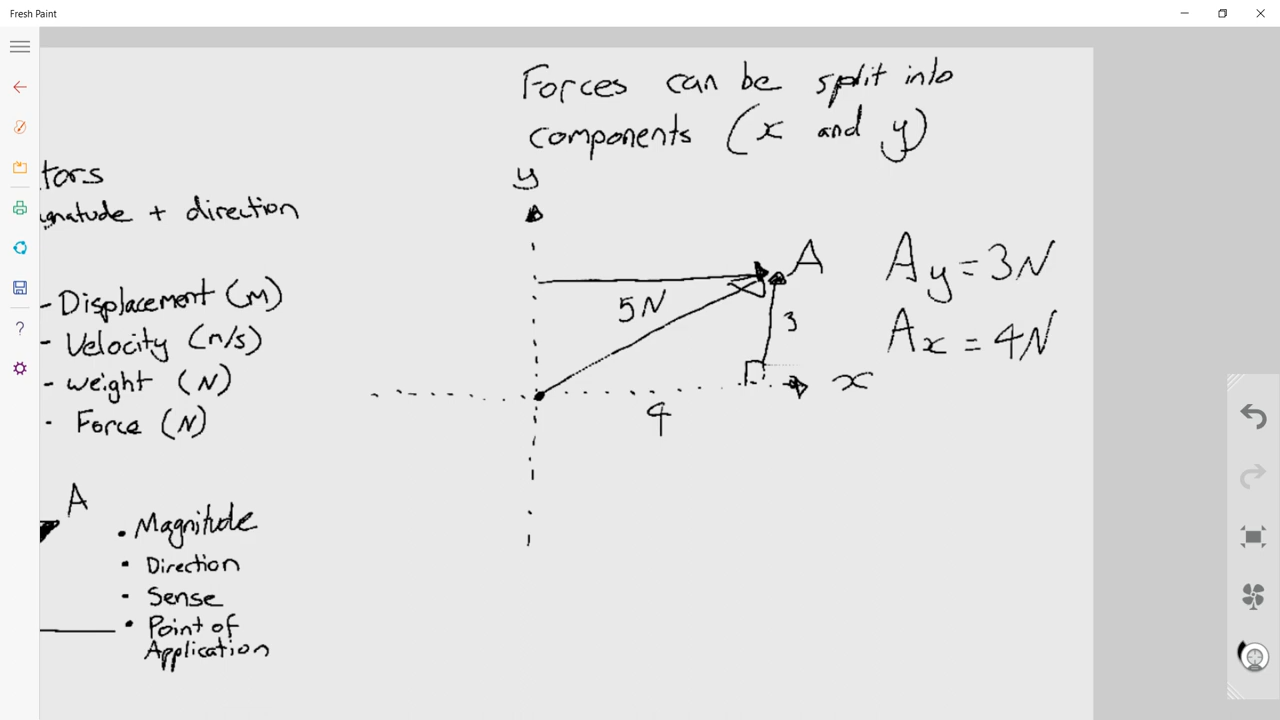 Fresh Paint
Forces can be split into
components (x and y)
tors
gnatude + direction
- Displacement (M)
- Velocity (m/s)
- weight (N)
- Force (N)
A
• Magnitude
• Direction
• Sense
• Point of
Application
y
A
5N
3
x
4
Ay = 3N
Ax = 4N